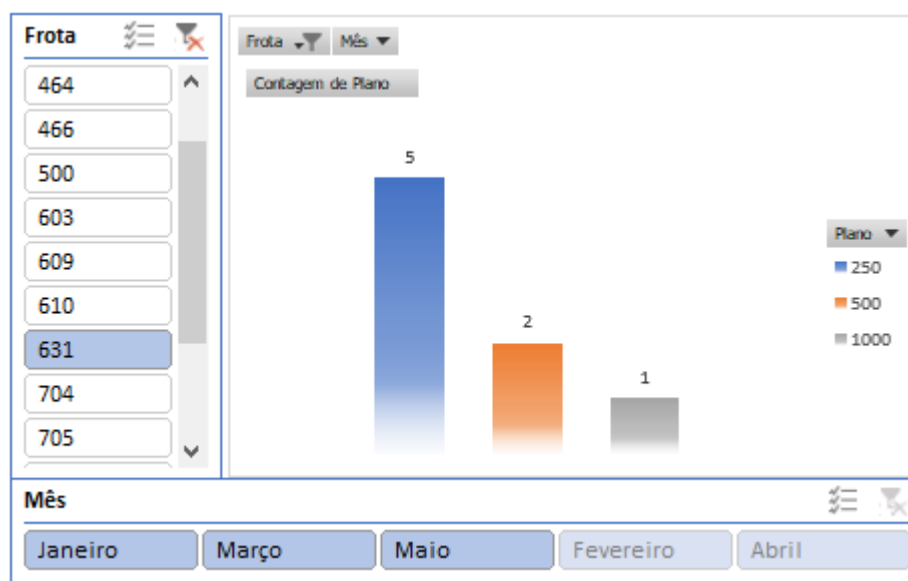 Frota
464
466
500
603
609
610
631
704
705
Frota Mês
Contagem de Plano
5
2
1
Plano
250
500
1000
Mês
Janeiro Março Maio Fevereiro Abril